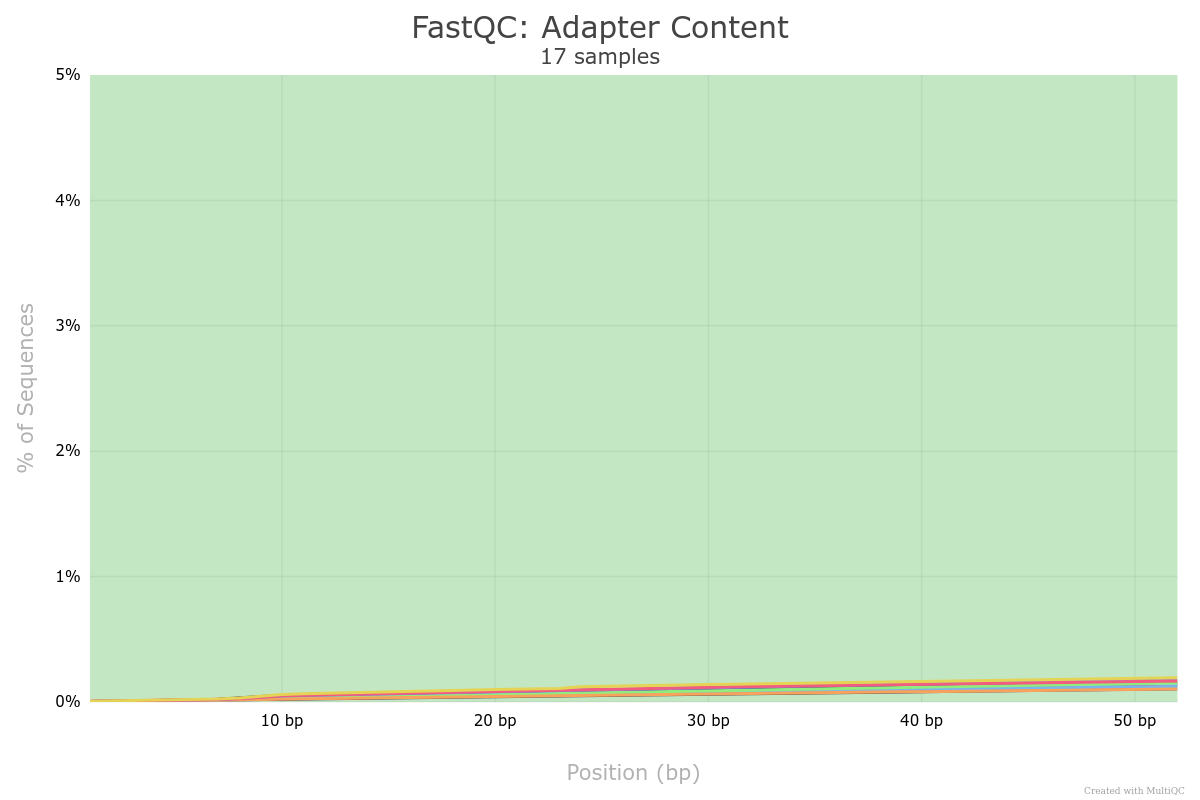 FastQC: Adapter Content
17 samples
5%
4%
3%
2%
1%
0%
% of Sequences
10 bp
20 bp
30 bp
40 bp
50 bp
Position (bp)
Created with MultiQC